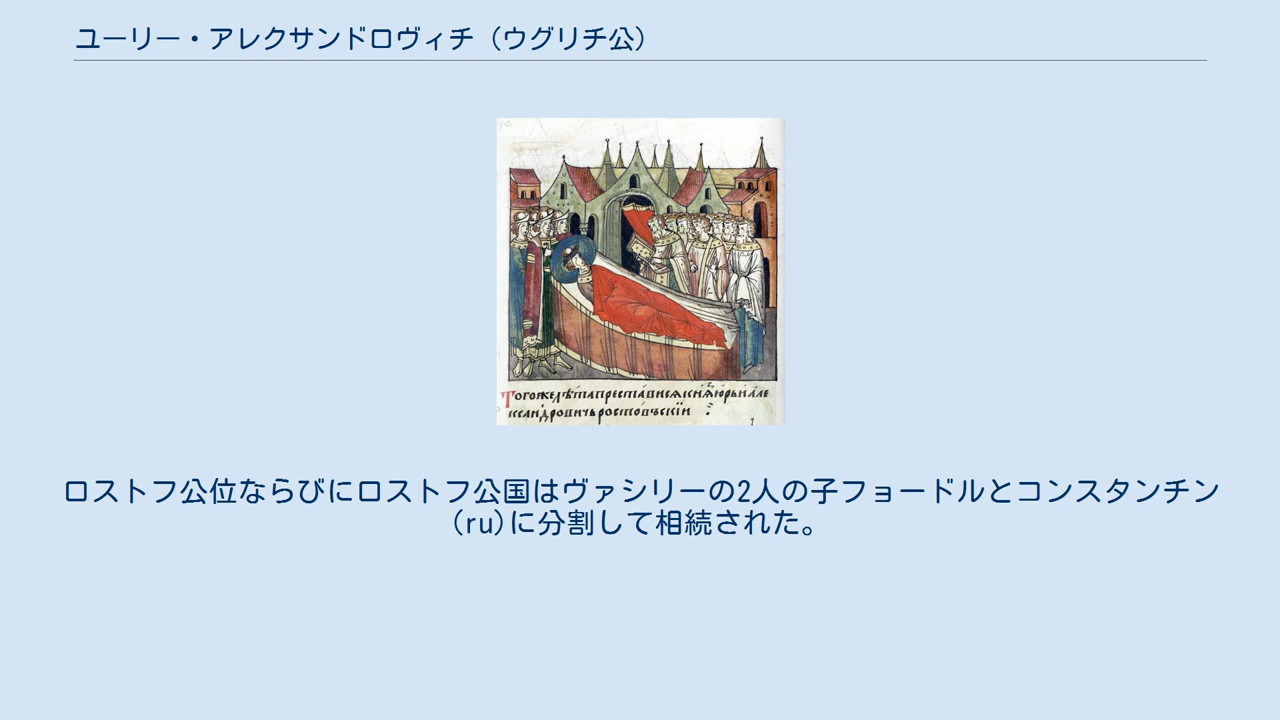 ユーリー・アレクサンドロヴィチ（ウグリチ公）
Тогожелѣтапрестависѧкнѧзюрьиале
ѯандровичьростовъскїи
ロストフ公位ならびにロストフ公国はヴァシリーの2人の子フョードルとコンスタンチン
(ru)に分割して相続された。